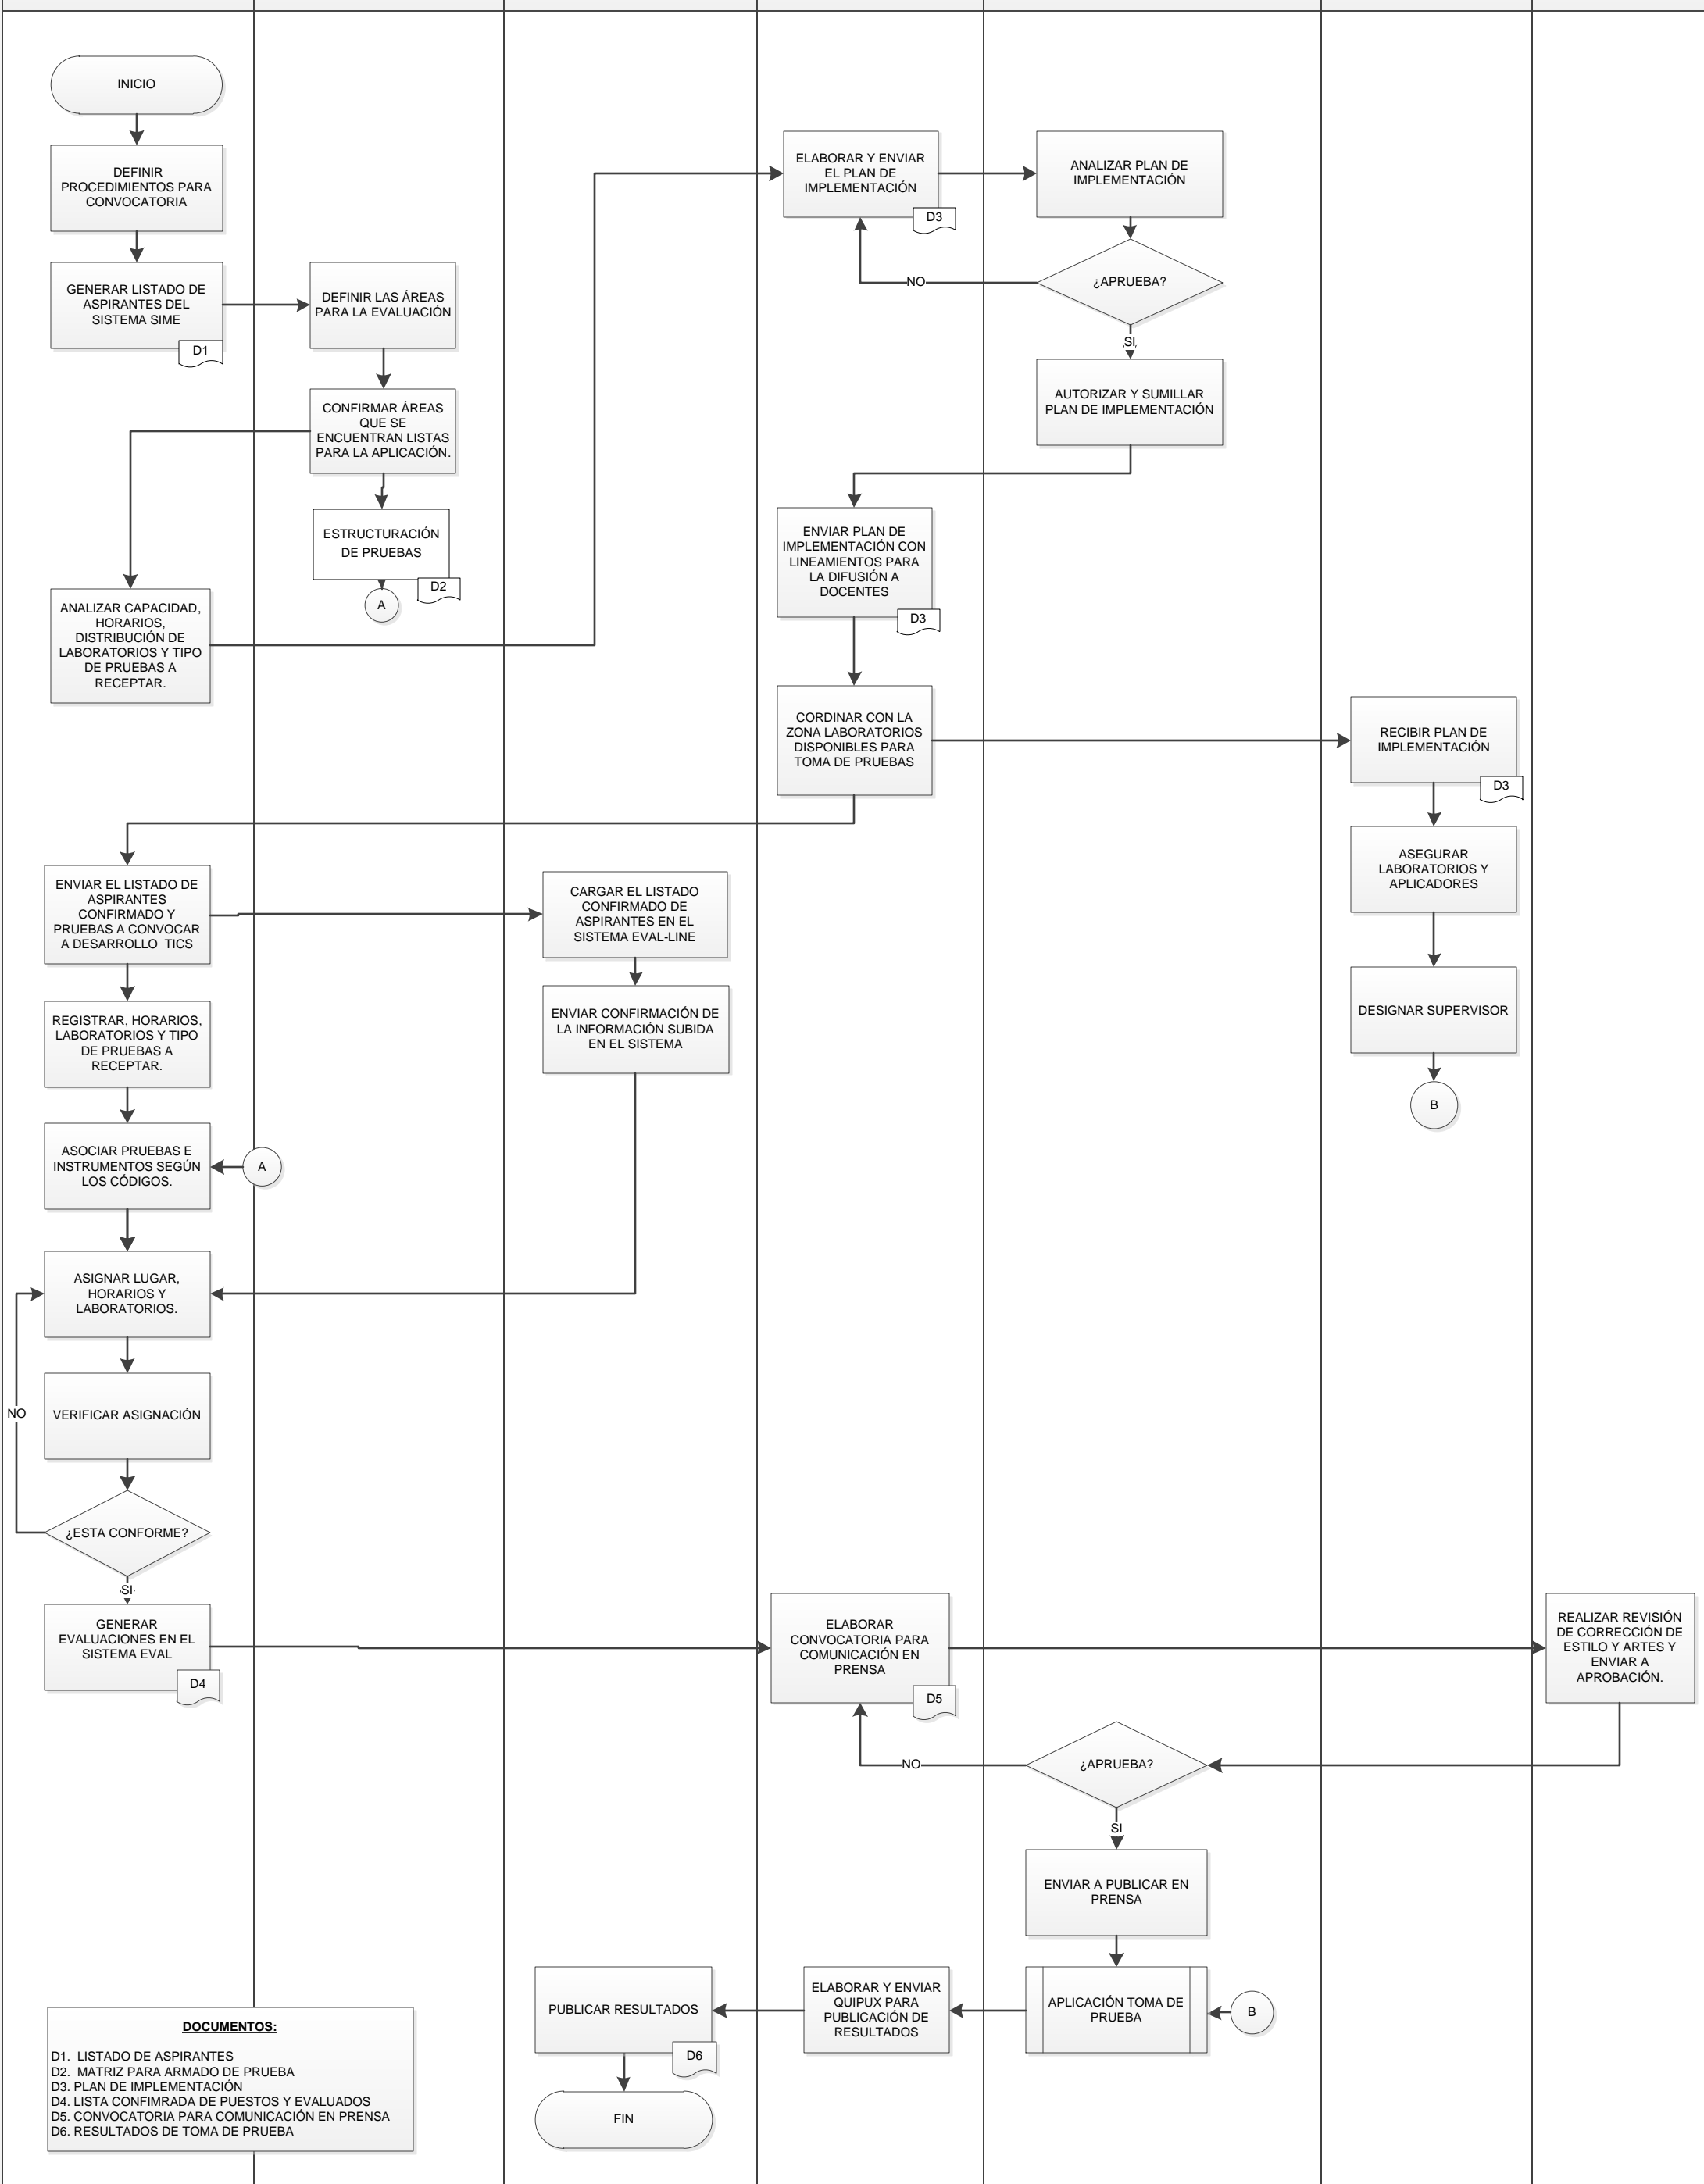 INICIO
DEFINIR
PROCEDIMIENTOS PARA
CONVOCATORIA
GENERAR LISTADO DE
ASPIRANTES DEL
SISTEMA SIME
D1
DEFINIR LAS ÁREAS
PARA LA EVALUACIÓN
CONFIRMAR ÁREAS
QUE SE
ENCUENTRAN LISTAS
PARA LA APLICACIÓN.
ESTRUCTURACIÓN
DE PRUEBAS
D2
A
ANALIZAR CAPACIDAD,
HORARIOS,
DISTRIBUCIÓN DE
LABORATORIOS Y TIPO
DE PRUEBAS A
RECEPTAR.
ELABORAR Y ENVIAR
EL PLAN DE
IMPLEMENTACIÓN
D3
ANALIZAR PLAN DE
IMPLEMENTACIÓN
¿APRUEBA?
NO
SI
AUTORIZAR Y SUMILLAR
PLAN DE IMPLEMENTACIÓN
ENVIAR PLAN DE
IMPLEMENTACIÓN CON
LINEAMIENTOS PARA
LA DIFUSIÓN A
DOCENTES
D3
CORDINAR CON LA
ZONA LABORATORIOS
DISPONIBLES PARA
TOMA DE PRUEBAS
RECIBIR PLAN DE
IMPLEMENTACIÓN
D3
ASEGURAR
LABORATORIOS Y
APLICADORES
DESIGNAR SUPERVISOR
B
ENVIAR EL LISTADO DE
ASPIRANTES
CONFIRMADO Y
PRUEBAS A CONVOCAR
A DESARROLLO TICS
CARGAR EL LISTADO
CONFIRMADO DE
ASPIRANTES EN EL
SISTEMA EVAL-LINE
ENVIAR CONFIRMACIÓN DE
LA INFORMACIÓN SUBIDA
EN EL SISTEMA
REGISTRAR, HORARIOS,
LABORATORIOS Y TIPO
DE PRUEBAS A
RECEPTAR.
ASOCIAR PRUEBAS E
INSTRUMENTOS SEGÚN
LOS CÓDIGOS.
A
ASIGNAR LUGAR,
HORARIOS Y
LABORATORIOS.
VERIFICAR ASIGNACIÓN
NO
¿ESTA CONFORME?
SI
GENERAR
EVALUACIONES EN EL
SISTEMA EVAL
D4
ELABORAR
CONVOCATORIA PARA
COMUNICACIÓN EN
PRENSA
D5
REALIZAR REVISIÓN
DE CORRECCIÓN DE
ESTILO Y ARTES Y
ENVIAR A
APROBACIÓN.
¿APRUEBA?
NO
SI
ENVIAR A PUBLICAR EN
PRENSA
APLICACIÓN TOMA DE
PRUEBA
B
ELABORAR Y ENVIAR
QUIPUX PARA
PUBLICACIÓN DE
RESULTADOS
PUBLICAR RESULTADOS
D6
FIN
DOCUMENTOS:
D1. LISTADO DE ASPIRANTES
D2. MATRIZ PARA ARMADO DE PRUEBA
D3. PLAN DE IMPLEMENTACIÓN
D4. LISTA CONFIMRADA DE PUESTOS Y EVALUADOS
D5. CONVOCATORIA PARA COMUNICACIÓN EN PRENSA
D6. RESULTADOS DE TOMA DE PRUEBA